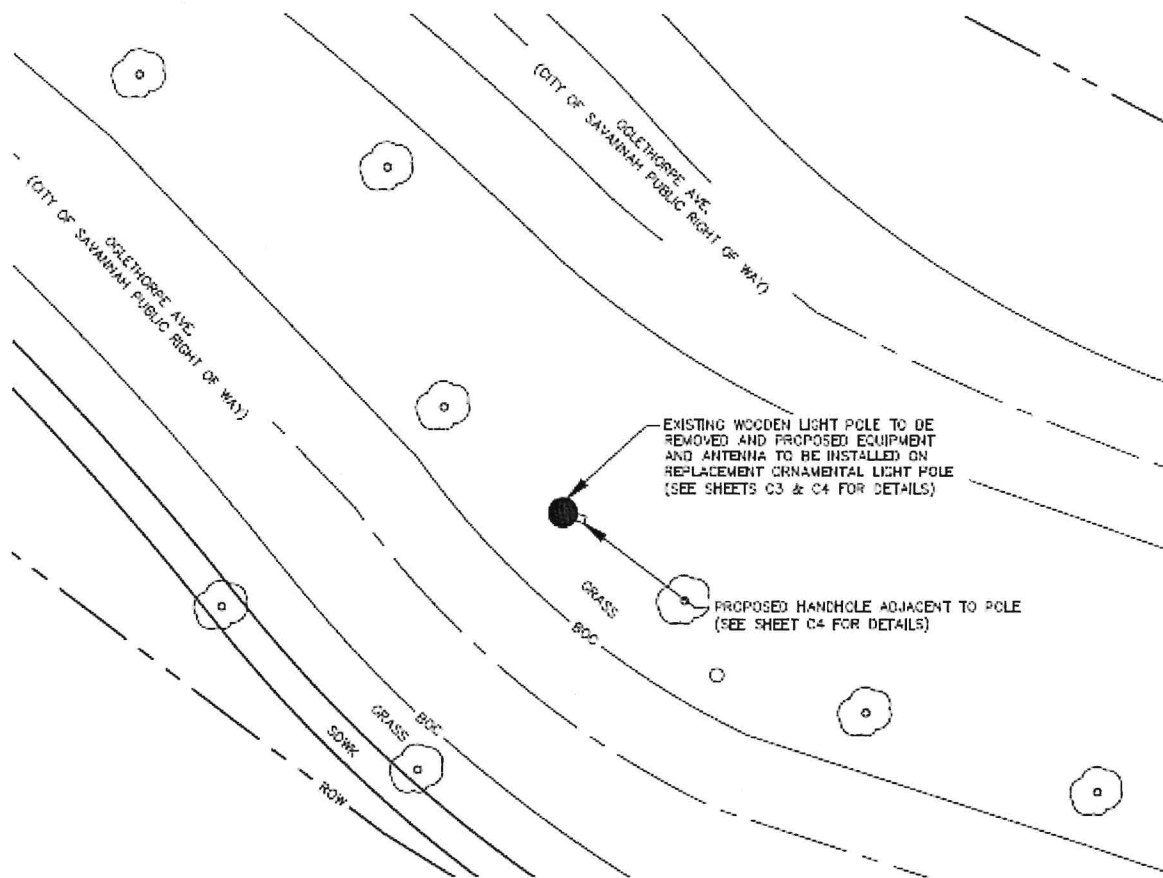 OGLETHORPE AVE.
(CITY OF SAVANNAH PUBLIC RIGHT OF WAY)
OGLETHORPE AVE.
(CITY OF SAVANNAH PUBLIC RIGHT OF WAY)
EXISTING WOODEN LIGHT POLE TO BE
REMOVED AND PROPOSED EQUIPMENT
AND ANTENNA TO BE INSTALLED ON
REPLACEMENT ORNAMENTAL LIGHT POLE
(SEE SHEETS C3 & C4 FOR DETAILS)
GRASS
BOC
PROPOSED HANDHOLE ADJACENT TO POLE
(SEE SHEET C4 FOR DETAILS)
GRASS
BOC
SDWK
ROW